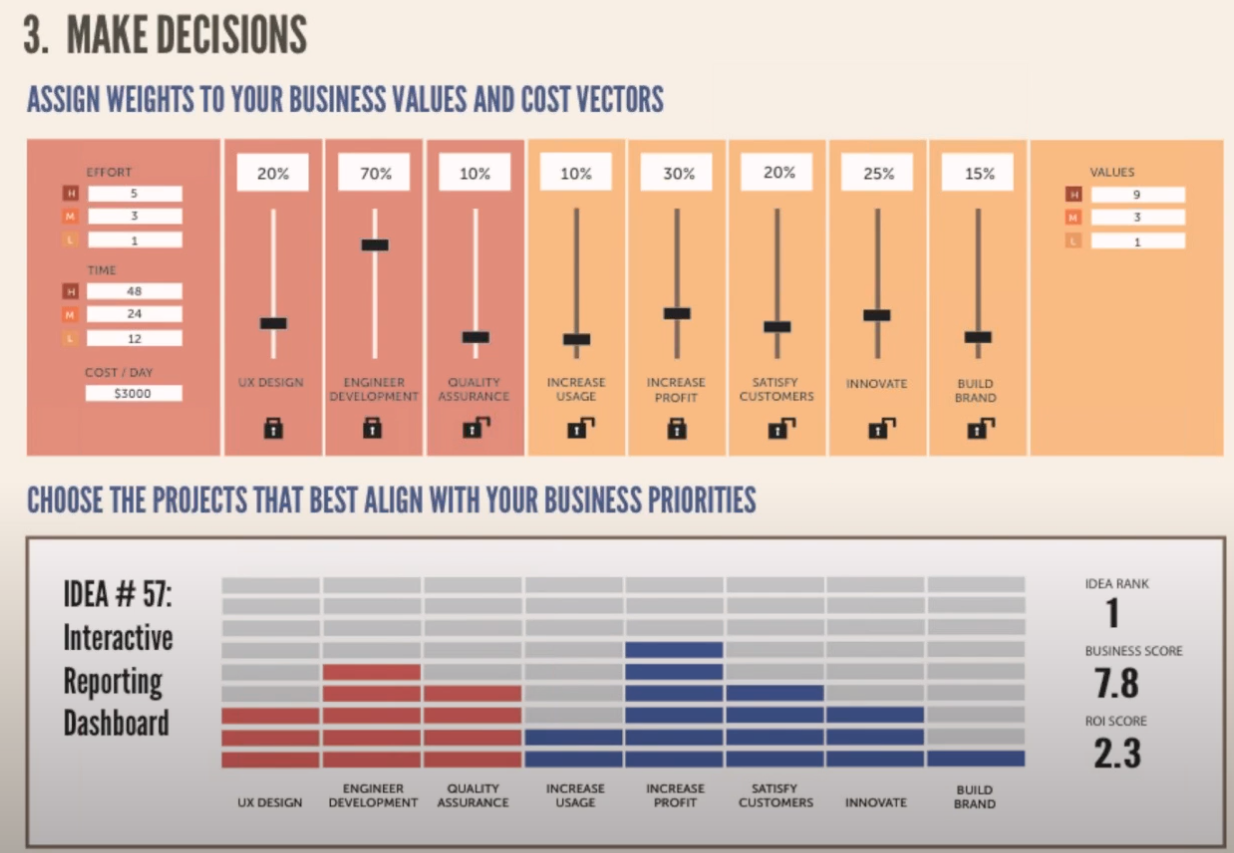 3. MAKE DECISIONS
ASSIGN WEIGHTS TO YOUR BUSINESS VALUES AND COST VECTORS
EFFORT
H 5
M 3
L 1
TIME
H 48
M 24
L 12
COST / DAY
$3000
20%
UX DESIGN
70%
ENGINEER
DEVELOPMENT
10%
QUALITY
ASSURANCE
10%
INCREASE
USAGE
30%
INCREASE
PROFIT
20%
SATISFY
CUSTOMERS
25%
INNOVATE
15%
BUILD
BRAND
VALUES
H 9
M 3
L 1
CHOOSE THE PROJECTS THAT BEST ALIGN WITH YOUR BUSINESS PRIORITIES
IDEA # 57:
Interactive
Reporting
Dashboard
UX DESIGN
ENGINEER
DEVELOPMENT
QUALITY
ASSURANCE
INCREASE
USAGE
INCREASE
PROFIT
SATISFY
CUSTOMERS
INNOVATE
BUILD
BRAND
IDEA RANK
1
BUSINESS SCORE
7.8
ROI SCORE
2.3